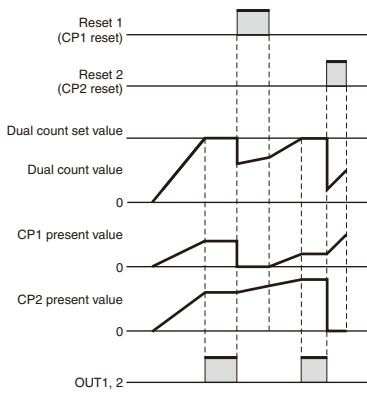 Reset 1
(CP1 reset)
Reset 2
(CP2 reset)
Dual count set value
Dual count value
0
CP1 present value
0
CP2 present value
0
OUT1, 2